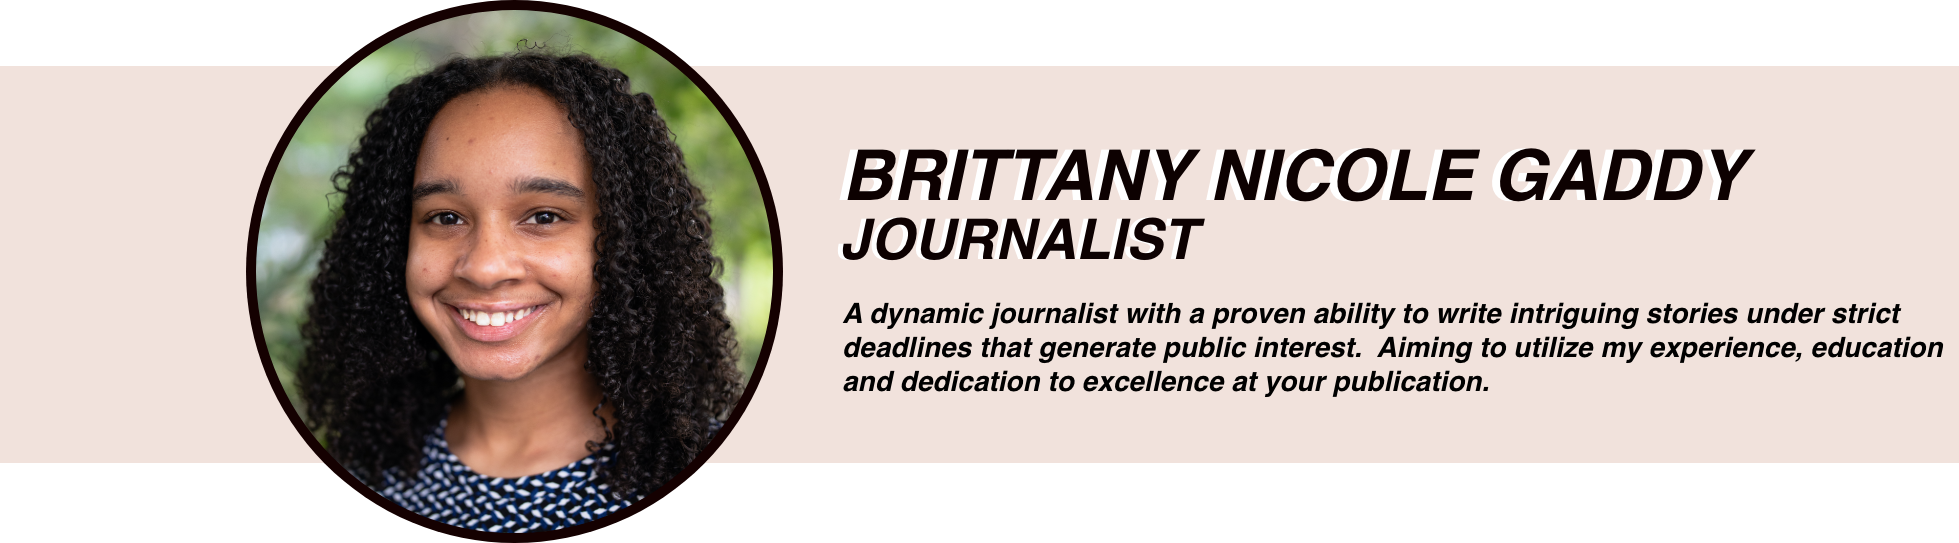 BRITTANY NICOLE GADDY
JOURNALIST
A dynamic journalist with a proven ability to write intriguing stories under strict
deadlines that generate public interest.  Aiming to utilize my experience, education
and dedication to excellence at your publication.